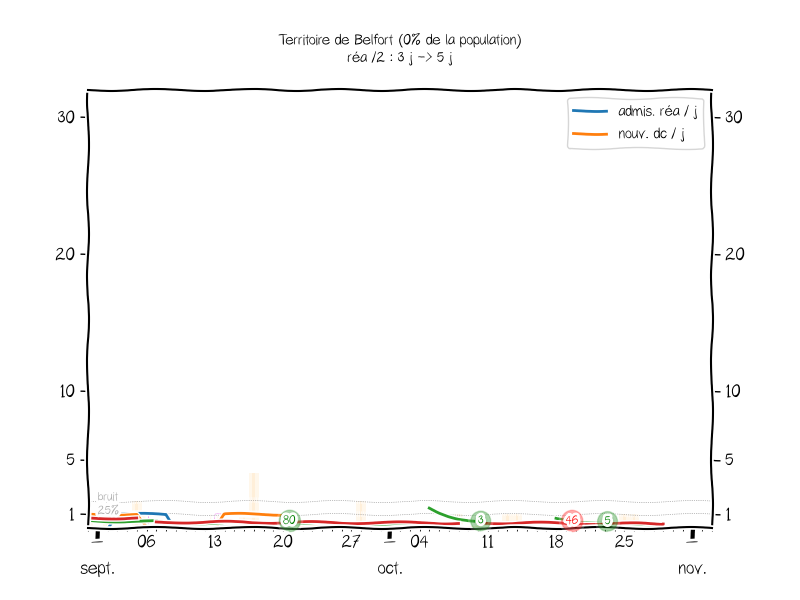 Territoire de Belfort (0% de la population)
réa /2 : 3 j -> 5 j
admis. réa / j
nouv. dc / j
30
30
20
20
10
10
5
5
bruit
25%
1
1
80
3
46
5
06
13
20
27
04
11
18
25
sept.
oct.
nov.